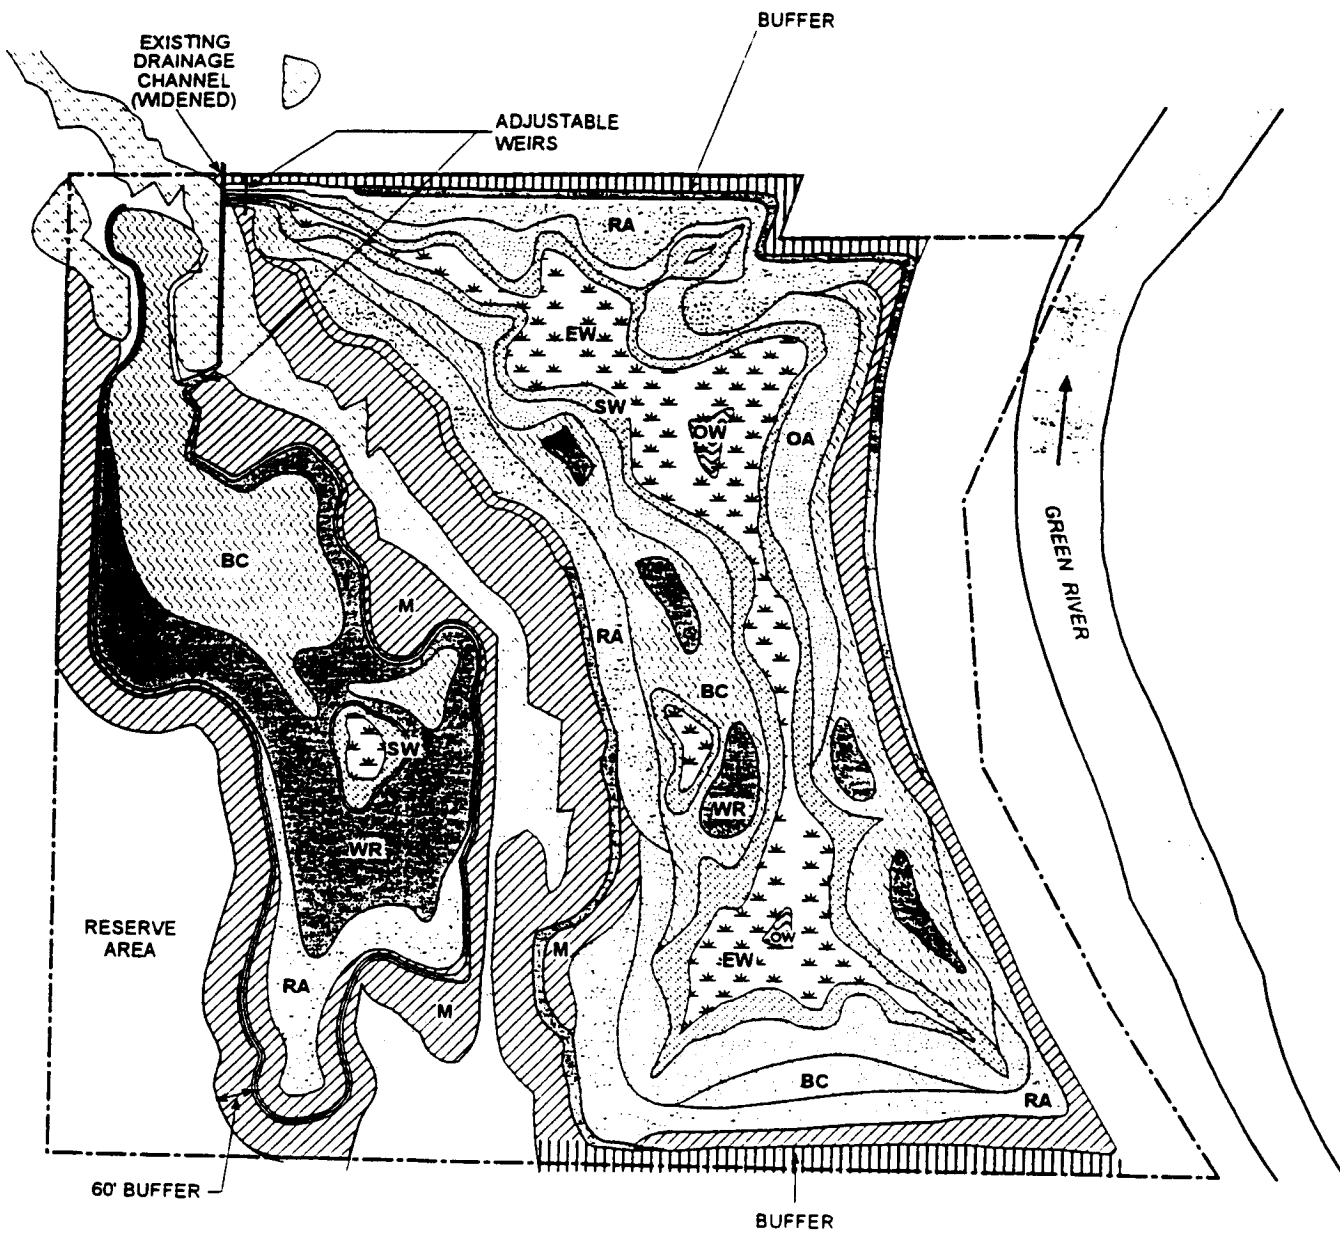 BUFFER
EXISTING
DRAINAGE
CHANNEL
(WIDENED)
ADJUSTABLE
WEIRS
RA
EW
SW
OW
OA
GREEN RIVER
BC
M
RA
BC
SW
WR
WR
RESERVE
AREA
M
OW
EW
RA
M
BC
RA
60' BUFFER
BUFFER